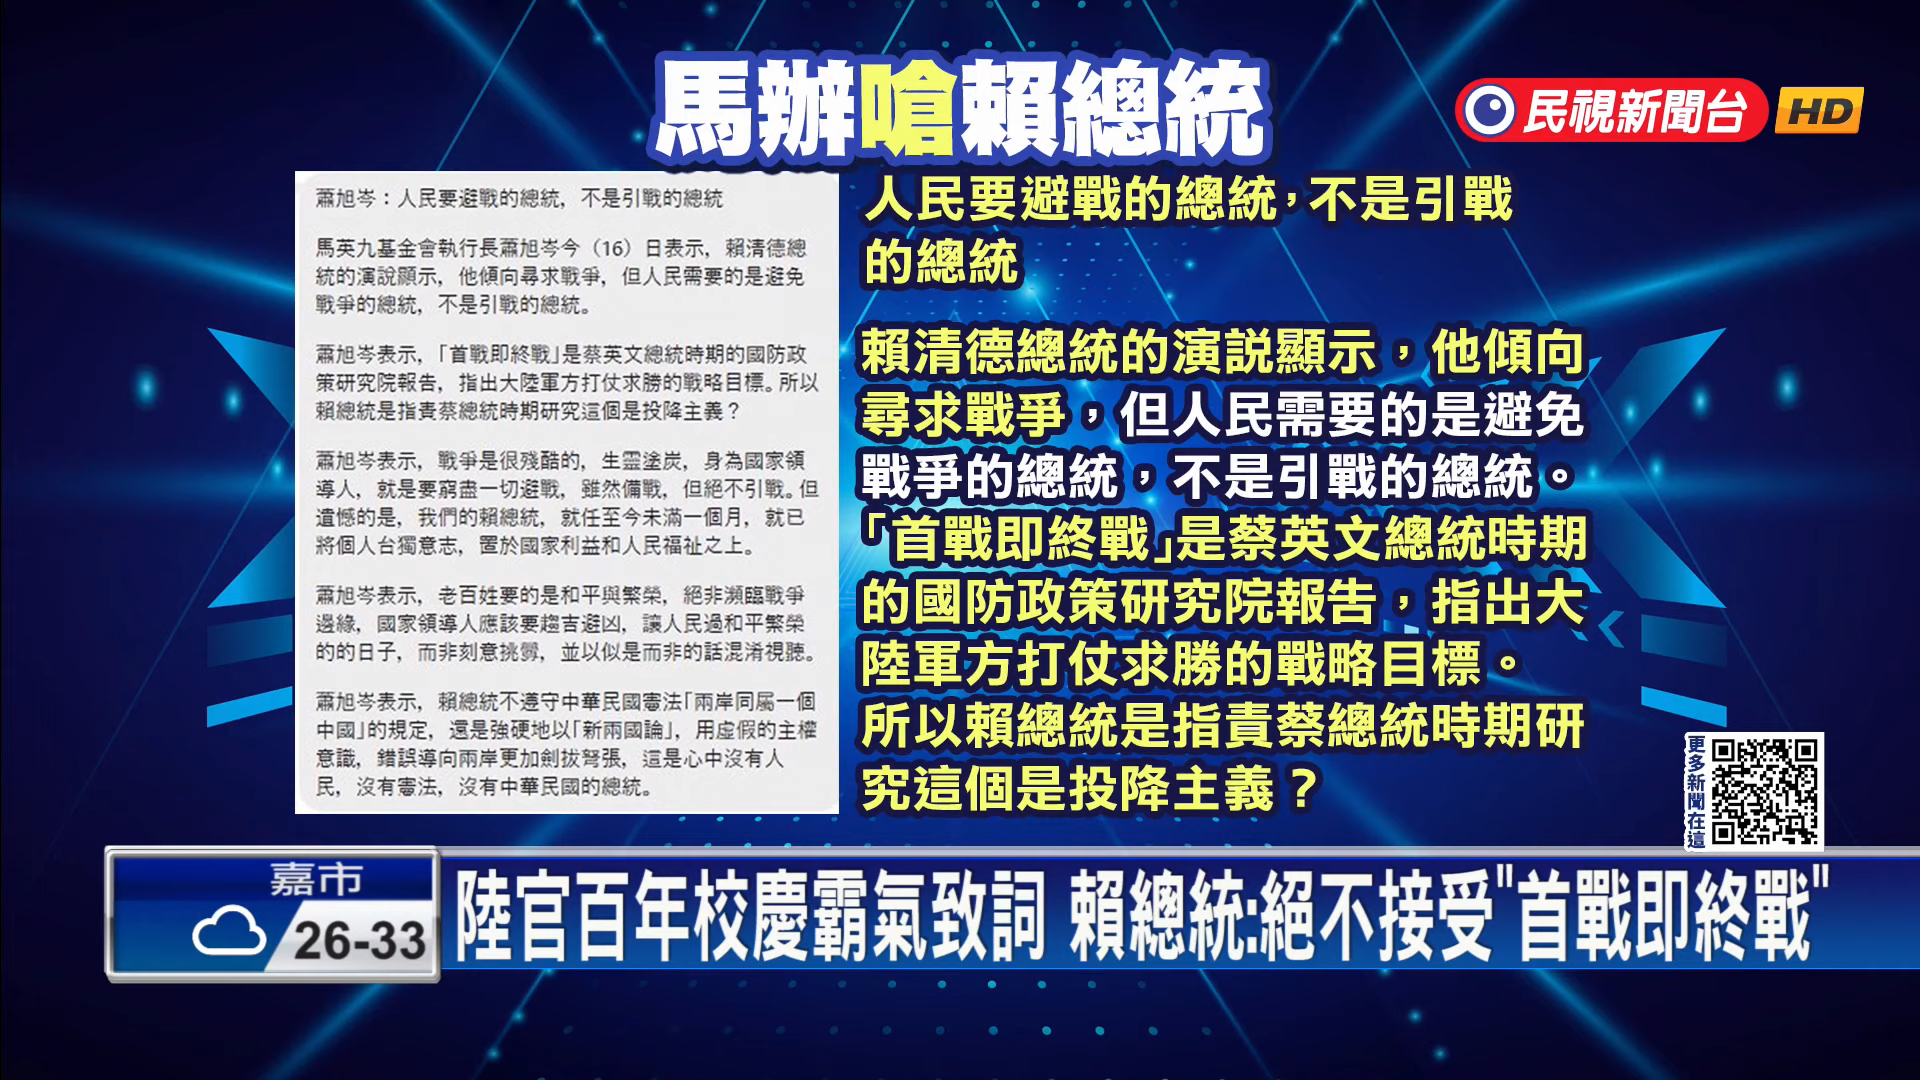 馬辦嗆賴總統
民視新聞台 HD
蕭旭岑：人民要避戰的總統，不是引戰的總統
馬英九基金會執行長蕭旭岑今（16）日表示，賴清德總
統的演說顯示，他傾向尋求戰爭，但人民需要的是避免
戰爭的總統，不是引戰的總統。
蕭旭岑表示，「首戰即終戰」是蔡英文總統時期的國防政
策研究院報告，指出大陸軍方打仗求勝的戰略目標。所以
賴總統是指責蔡總統時期研究這個是投降主義？
蕭旭岑表示，戰爭是很殘酷的，生靈塗炭，身為國家領
導人，就是要窮盡一切避戰，雖然備戰，但絕不引戰。但
遺憾的是，我們的賴總統，就任至今未滿一個月，就已
將個人台獨意志，置於國家利益和人民福祉之上。
蕭旭岑表示，老百姓要的是和平與繁榮，絕非瀕臨戰爭
邊緣，國家領導人應該要趨吉避凶，讓人民過和平繁榮
的的日子，而非刻意挑釁，並以似是而非的話混淆視聽。
蕭旭岑表示，賴總統不遵守中華民國憲法「兩岸同屬一個
中國」的規定，還是強硬地以「新兩國論」，用虛假的主權
意識，錯誤導向兩岸更加劍拔弩張，這是心中沒有人
民，沒有憲法，沒有中華民國的總統。
人民要避戰的總統，不是引戰
的總統
賴清德總統的演說顯示，他傾向
尋求戰爭，但人民需要的是避免
戰爭的總統，不是引戰的總統。
「首戰即終戰」是蔡英文總統時期
的國防政策研究院報告，指出大
陸軍方打仗求勝的戰略目標。
所以賴總統是指責蔡總統時期研
究這個是投降主義？
更多新聞在這
嘉市
26-33
陸官百年校慶霸氣致詞 賴總統:絕不接受"首戰即終戰"